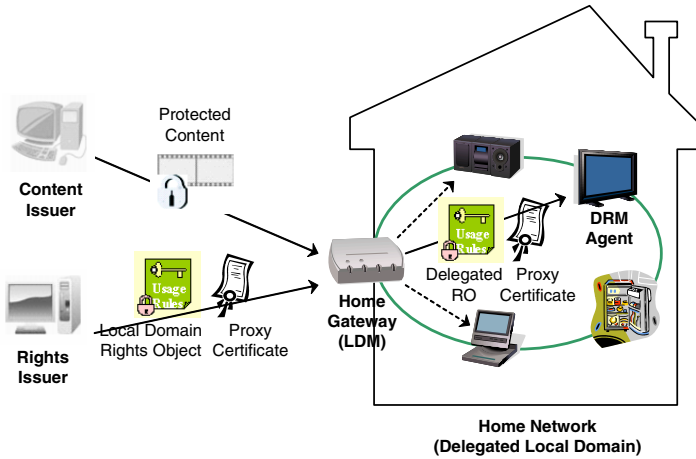 Protected
Content
Content
Issuer
Usage
Rules
Local Domain
Rights Object
Proxy
Certificate
Rights
Issuer
Home
Gateway
(LDM)
Usage
Rules
Delegated
RO
Proxy
Certificate
DRM
Agent
Home Network
(Delegated Local Domain)